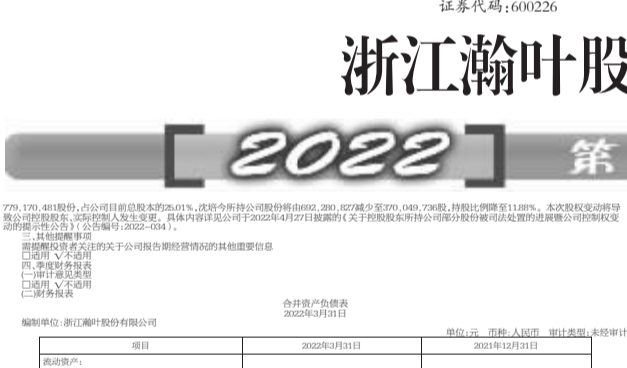 证券代码:600226
浙江瀚叶股
2022
第
779,170,481股份,占公司目前总股本的25.01%,沈培今所持公司股份将由692,280,827减少至370,049,736股,持股比例降至11.88%。本次股权变动将导
致公司控股股东、实际控制人发生变更。具体内容详见公司于2022年4月27日披露的《关于控股股东所持公司部分股份被司法处置的进展暨公司控制权变
动的提示性公告》(公告编号:2022-034)。
三、其他提醒事项
需提醒投资者关注的关于公司报告期经营情况的其他重要信息
□适用 √不适用
四、季度财务报表
(一)审计意见类型
□适用 √不适用
(二)财务报表
合并资产负债表
2022年3月31日
编制单位:浙江瀚叶股份有限公司
单位:元 币种:人民币 审计类型:未经审计
项目 2022年3月31日 2021年12月31日
流动资产: